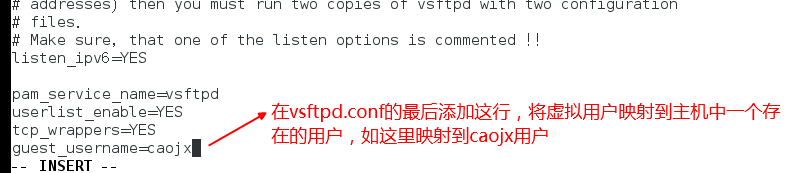 # addresses) then you must run two copies of vsftpd with two configuration
# files.
# Make sure, that one of the listen options is commented !!
listen_ipv6=YES
pam_service_name=vsftpd
userlist_enable=YES
tcp_wrappers=YES
guest_username=caojx
-- INSERT --
在vsftpd.conf的最后添加这行，将虚拟用户映射到主机中一个存
在的用户，如这里映射到caojx用户